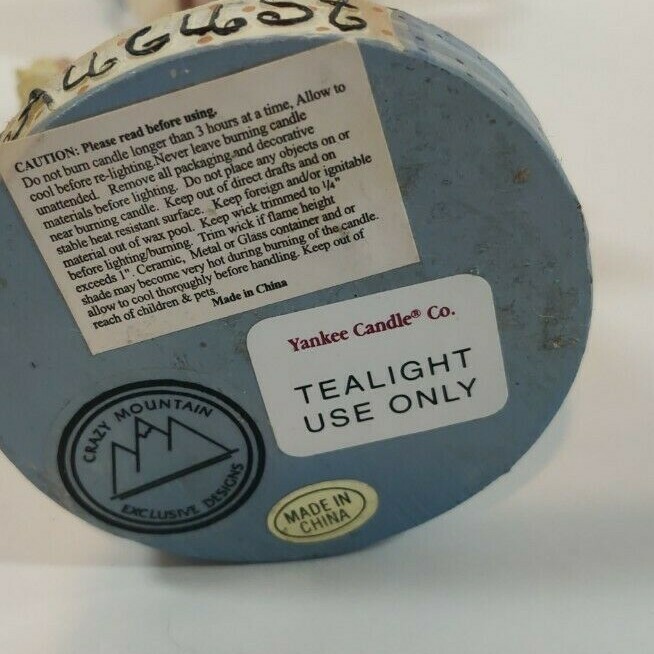 August
CAUTION: Please read before using.
Do not burn candle longer than 3 hours at a time, Allow to
cool before re-lighting.Never leave burning candle
unattended. Remove all packaging and decorative
materials before lighting. Do not place any objects on or
near burning candle. Keep out of direct drafts and on
stable heat resistant surface. Keep foreign and/or ignitable
material out of wax pool. Keep wick trimmed to 1/4"
before lighting/burning. Trim wick if flame height
exceeds 1". Ceramic, Metal or Glass container and or
shade may become very hot during burning of the candle.
allow to cool thoroughly before handling. Keep out of
reach of children & pets.
Made in China
Yankee Candle® Co.
TEALIGHT
USE ONLY
CRAZY MOUNTAIN
EXCLUSIVE DESIGNS
MADE IN
CHINA